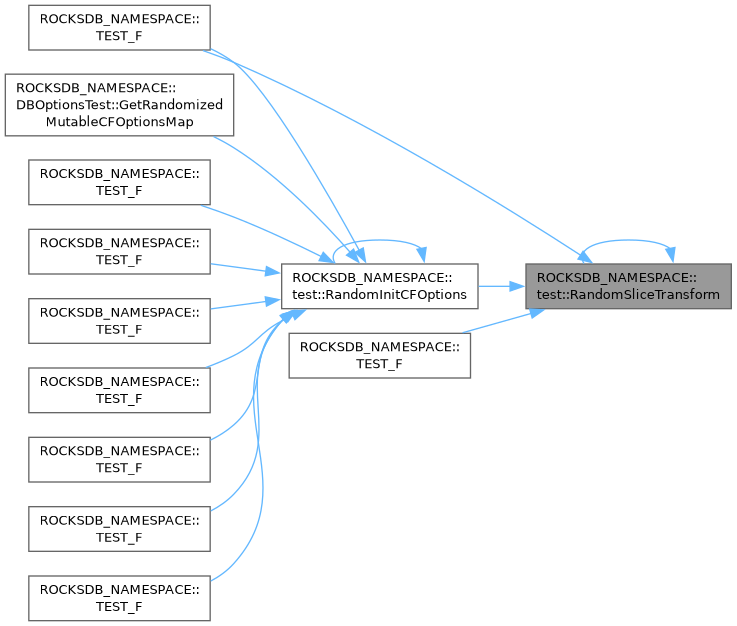 ROCKSDB_NAMESPACE::
TEST_F
ROCKSDB_NAMESPACE::
DBOptionsTest::GetRandomized
MutableCFOptionsMap
ROCKSDB_NAMESPACE::
TEST_F
ROCKSDB_NAMESPACE::
TEST_F
ROCKSDB_NAMESPACE::
TEST_F
ROCKSDB_NAMESPACE::
TEST_F
ROCKSDB_NAMESPACE::
TEST_F
ROCKSDB_NAMESPACE::
TEST_F
ROCKSDB_NAMESPACE::
TEST_F
ROCKSDB_NAMESPACE::
test::RandomInitCFOptions
ROCKSDB_NAMESPACE::
TEST_F
ROCKSDB_NAMESPACE::
test::RandomSliceTransform